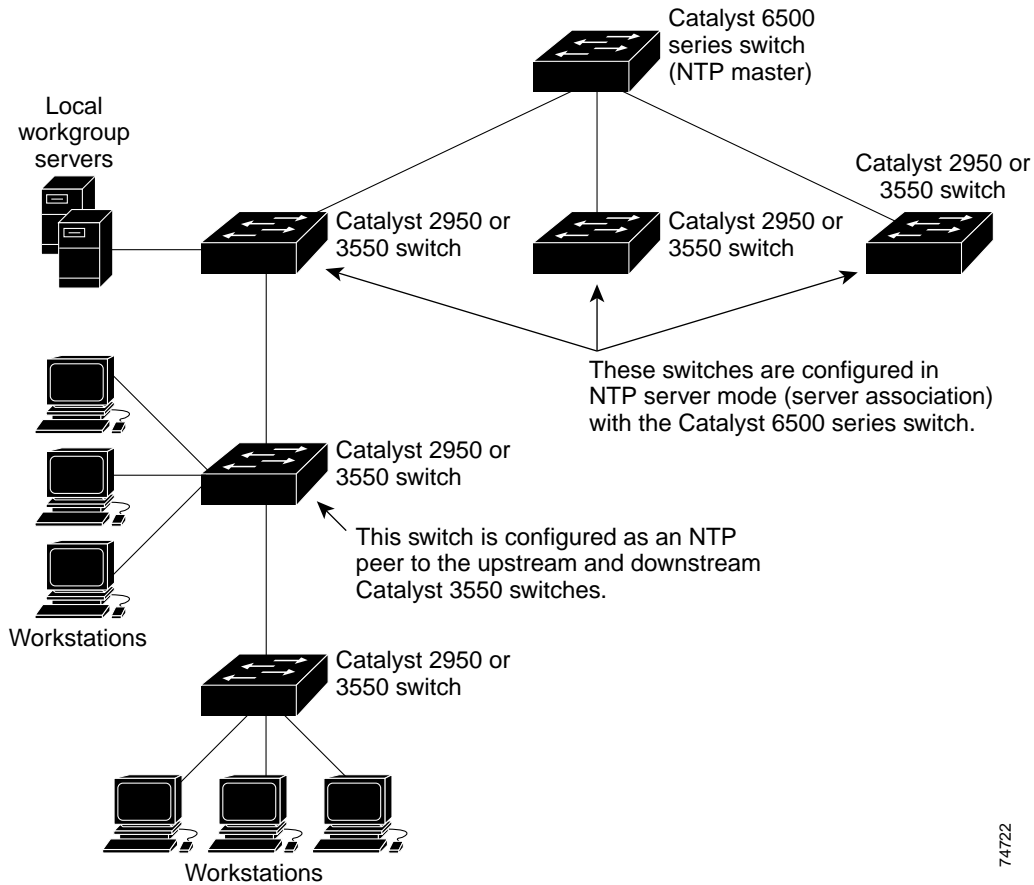 Catalyst 6500
series switch
(NTP master)
Local
workgroup
servers
Catalyst 2950 or
3550 switch
Catalyst 2950 or
3550 switch
Catalyst 2950 or
3550 switch
These switches are configured in
NTP server mode (server association)
with the Catalyst 6500 series switch.
Catalyst 2950 or
3550 switch
This switch is configured as an NTP
peer to the upstream and downstream
Catalyst 3550 switches.
Workstations
Catalyst 2950 or
3550 switch
Workstations
74722